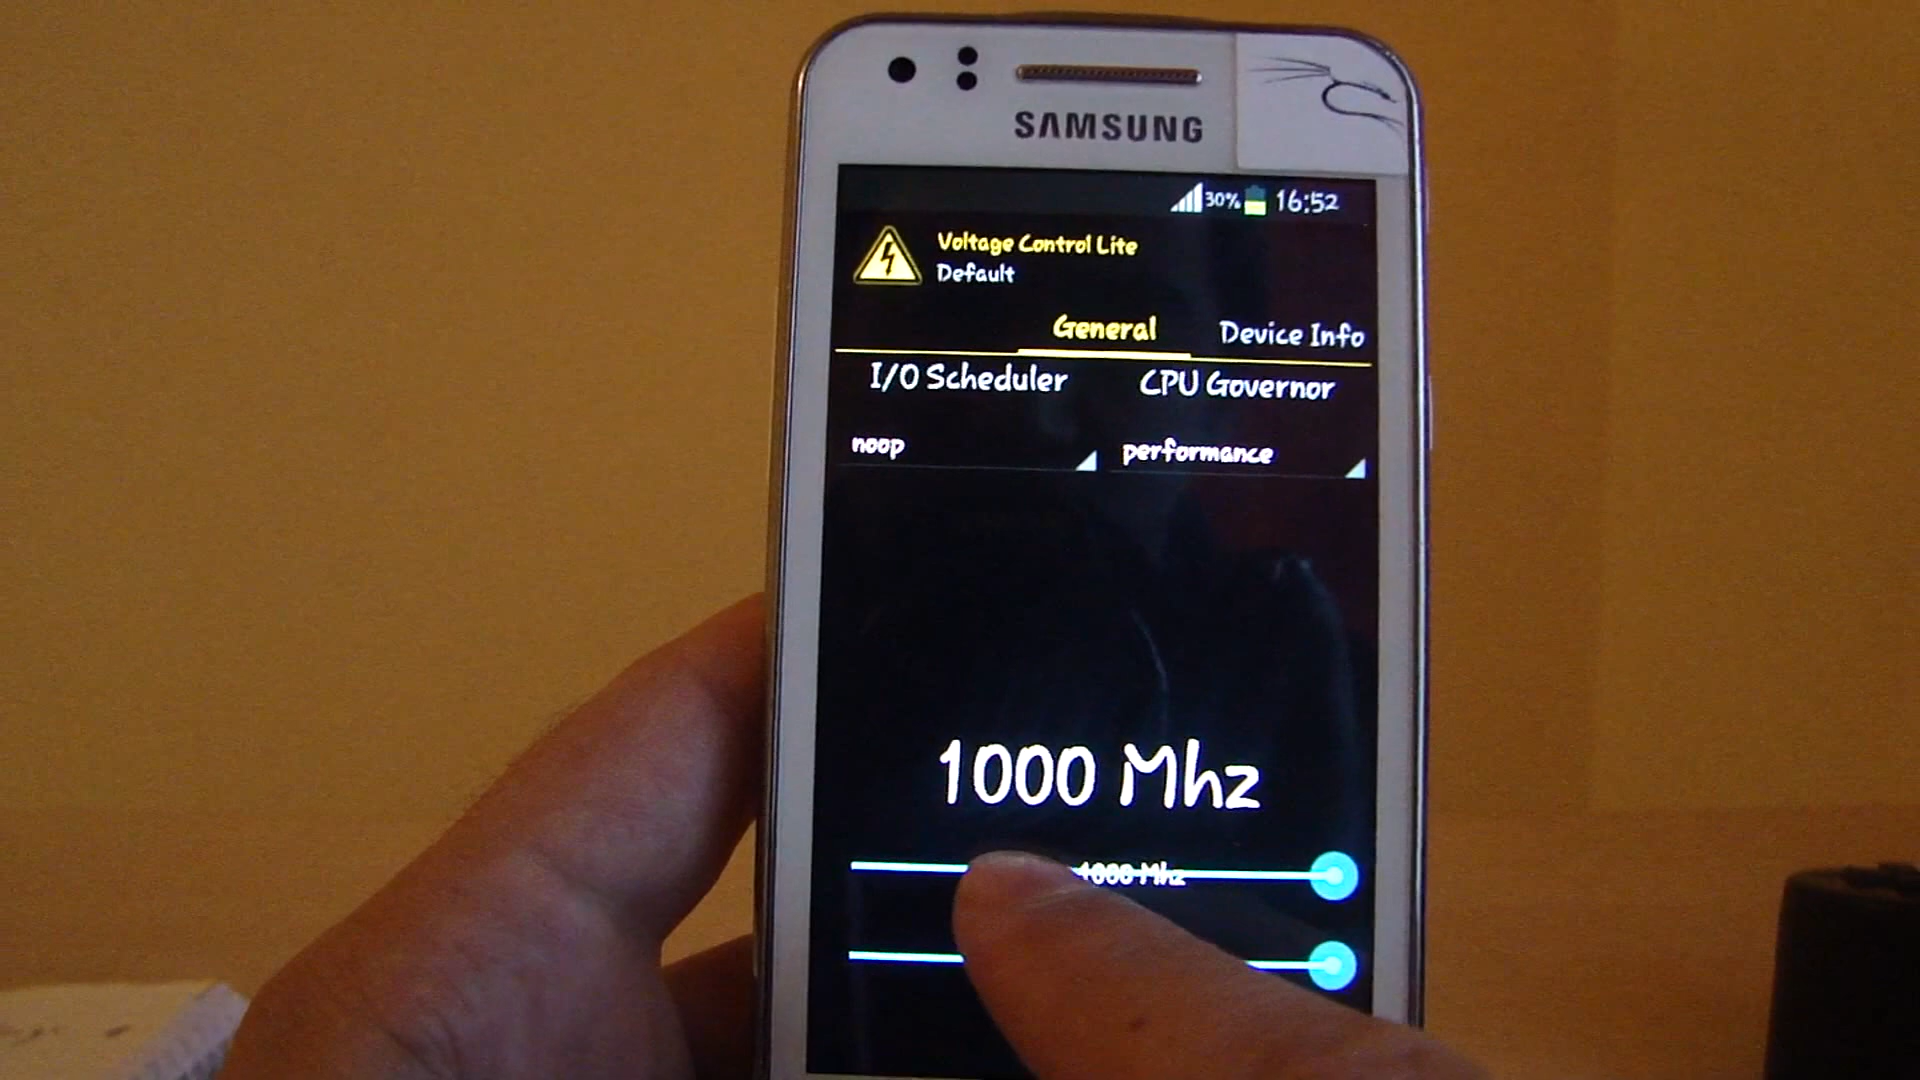 SAMSUNG
30% 16:52
Voltage Control Lite
Default
General Device Info
I/O Scheduler CPU Governor
noop performance
1000 Mhz
1000 Mhz